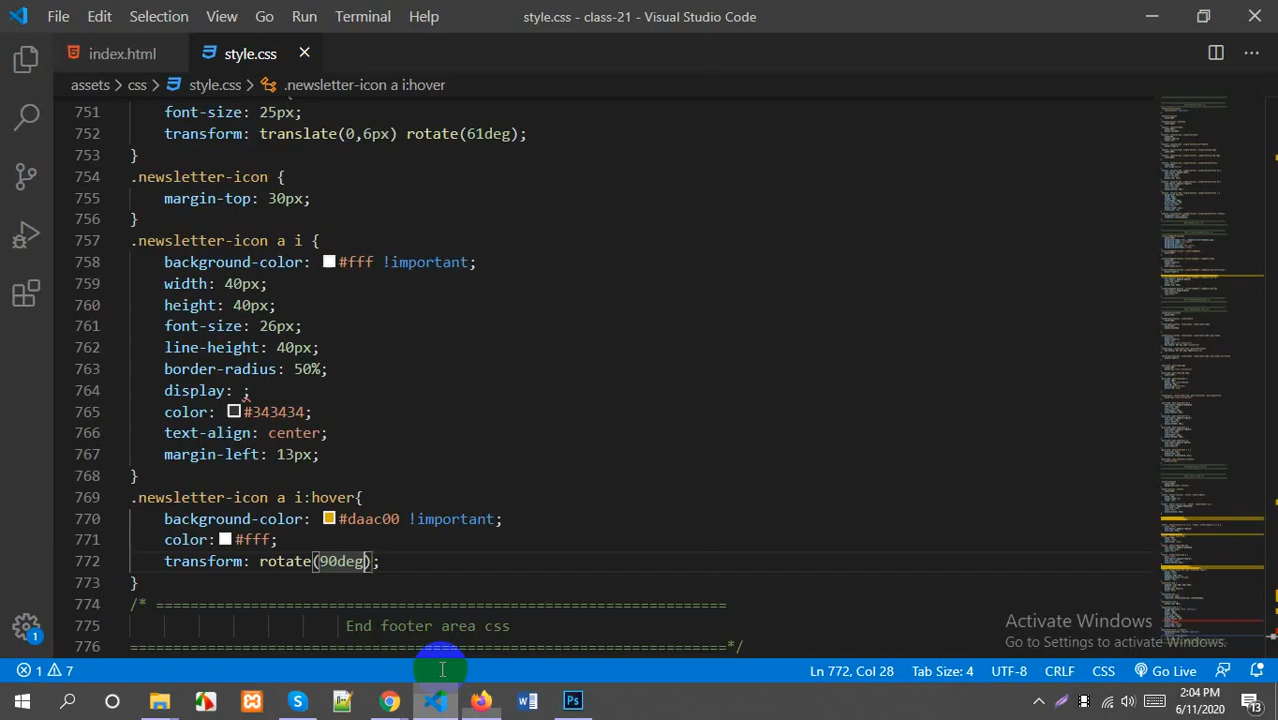 File Edit Selection View Go Run Terminal Help style.css - class-21 - Visual Studio Code
index.html style.css
assets > css > style.css > .newsletter-icon a i:hover
751 font-size: 25px;
752 transform: translate(0,6px) rotate(61deg);
753 }
754 .newsletter-icon {
755 margin-top: 30px;
756 }
757 .newsletter-icon a i {
758 background-color: #fff !important;
759 width: 40px;
760 height: 40px;
761 font-size: 26px;
762 line-height: 40px;
763 border-radius: 50%;
764 display: ;
765 color: #343434;
766 text-align: center;
767 margin-left: 13px;
768 }
769 .newsletter-icon a i:hover{
770 background-color: #daac00 !important;
771 color: #fff;
772 transform: rotate(90deg);
773 }
774 /* ==================================================================
775 End footer area css
776 ====================================================================*/
Activate Windows
Go to Settings to activate Windows.
1
1 7 Ln 772, Col 28 Tab Size: 4 UTF-8 CRLF CSS Go Live
W Ps 2:04 PM
6/11/2020 13